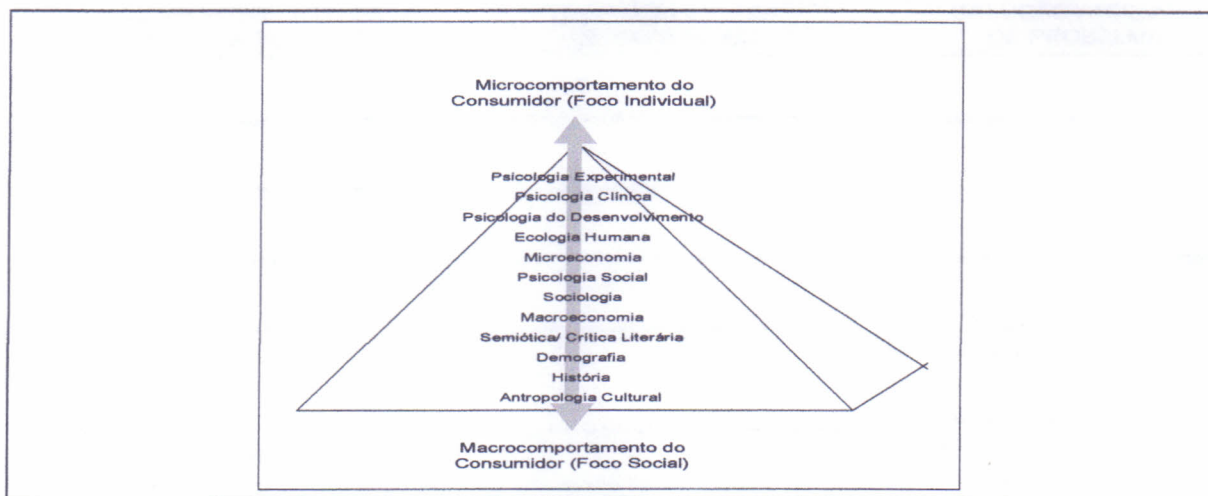 Microcomportamento do
Consumidor (Foco Individual)
Psicologia Experimental
Psicologia Clínica
Psicologia do Desenvolvimento
Ecologia Humana
Microeconomia
Psicologia Social
Sociologia
Macroeconomia
Semiótica/ Crítica Literária
Demografia
História
Antropologia Cultural
Macrocomportamento do
Consumidor (Foco Social)